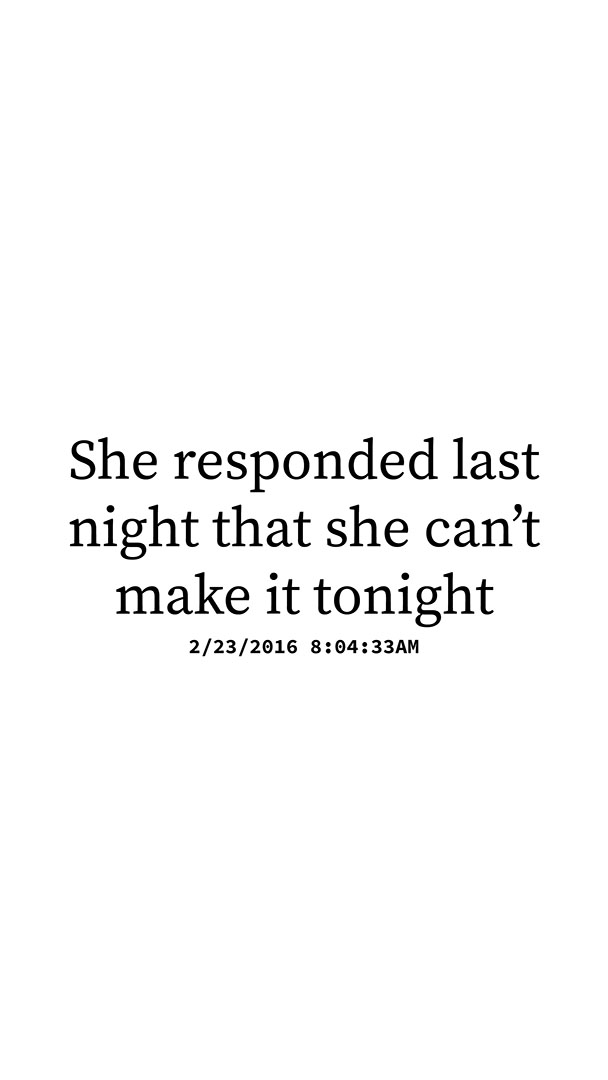 She responded last
night that she can’t
make it tonight
2/23/2016 8:04:33AM